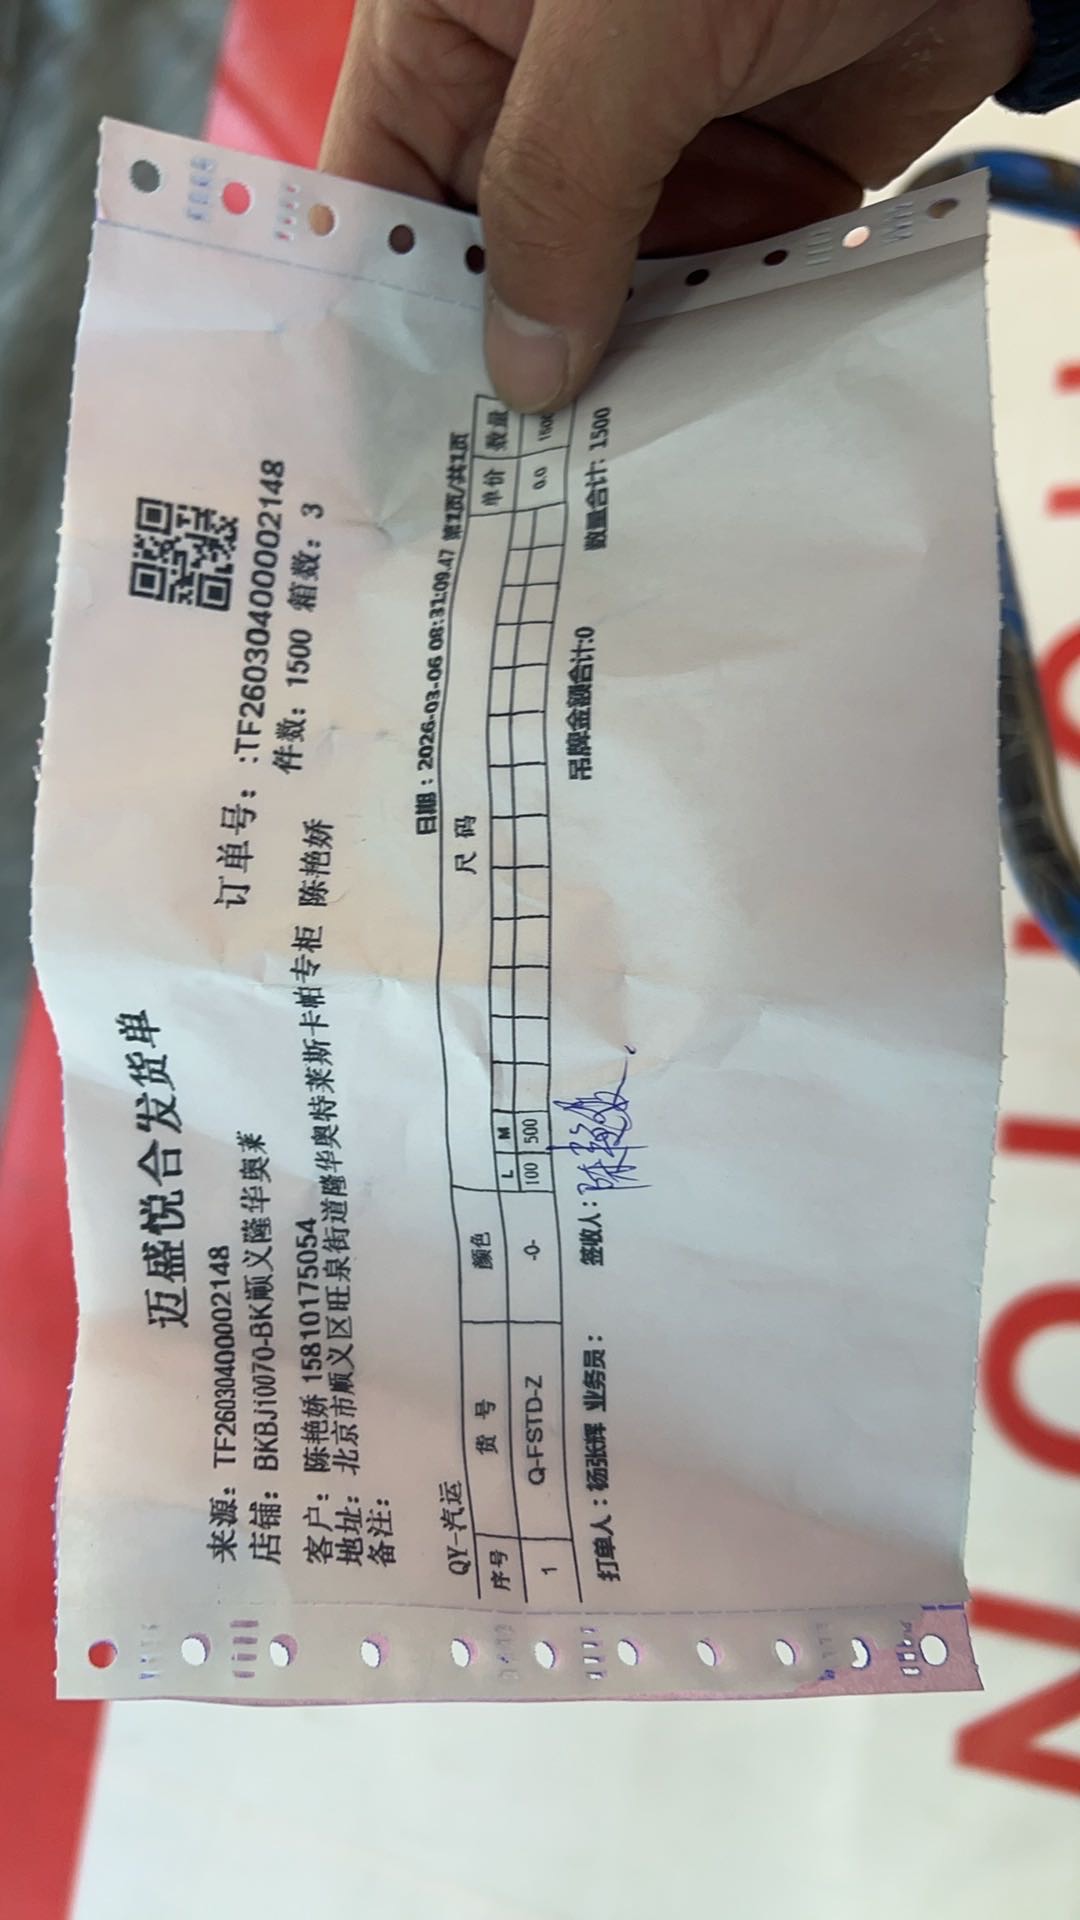 迈盛悦合发货单
来源: TF2603040002148 订单号: :TF2603040002148
店铺: BKBJ10070-BK顺义隆华奥莱 件数: 1500 箱数: 3
客户: 陈艳娇 15810175054
地址: 北京市顺义区旺泉街道隆华奥特莱斯卡帕专柜 陈艳娇
备注:
QY-汽运 日期: 2026-03-06 08:31:09.47 第1页/共1页
序号 货号 颜色 尺码 单价 数量
L M
1 Q-FSTD-Z -0- 100 500 0.0 1500
打单人: 杨张辉 业务员: 签收人: 陈艳娇 吊牌金额合计:0 数量合计: 1500